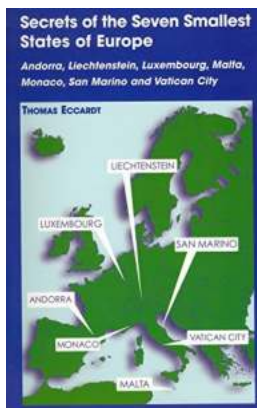 Secrets of the Seven Smallest
States of Europe
Andorra, Liechtenstein, Luxembourg, Malta,
Monaco, San Marino and Vatican City
THOMAS ECCARDT
LIECHTENSTEIN
LUXEMBOURG
SAN MARINO
ANDORRA
MONACO
VATICAN CITY
MALTA